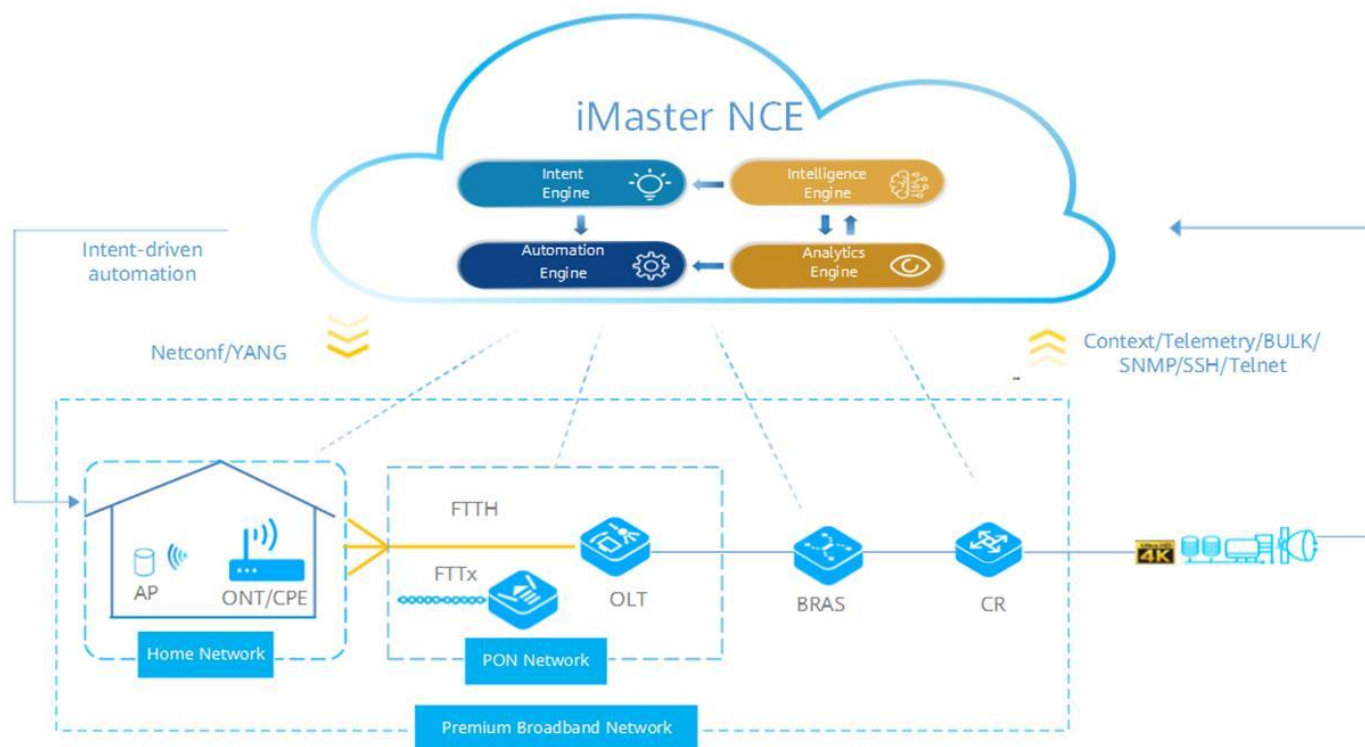 iMaster NCE
Intent
Engine
Intelligence
Engine
Automation
Engine
Analytics
Engine
Intent-driven
automation
Netconf/YANG
Context/Telemetry/BULK/
SNMP/SSH/Telnet
FTTH
FTTx
AP
ONT/CPE
OLT
BRAS
CR
4K
Home Network
PON Network
Premium Broadband Network